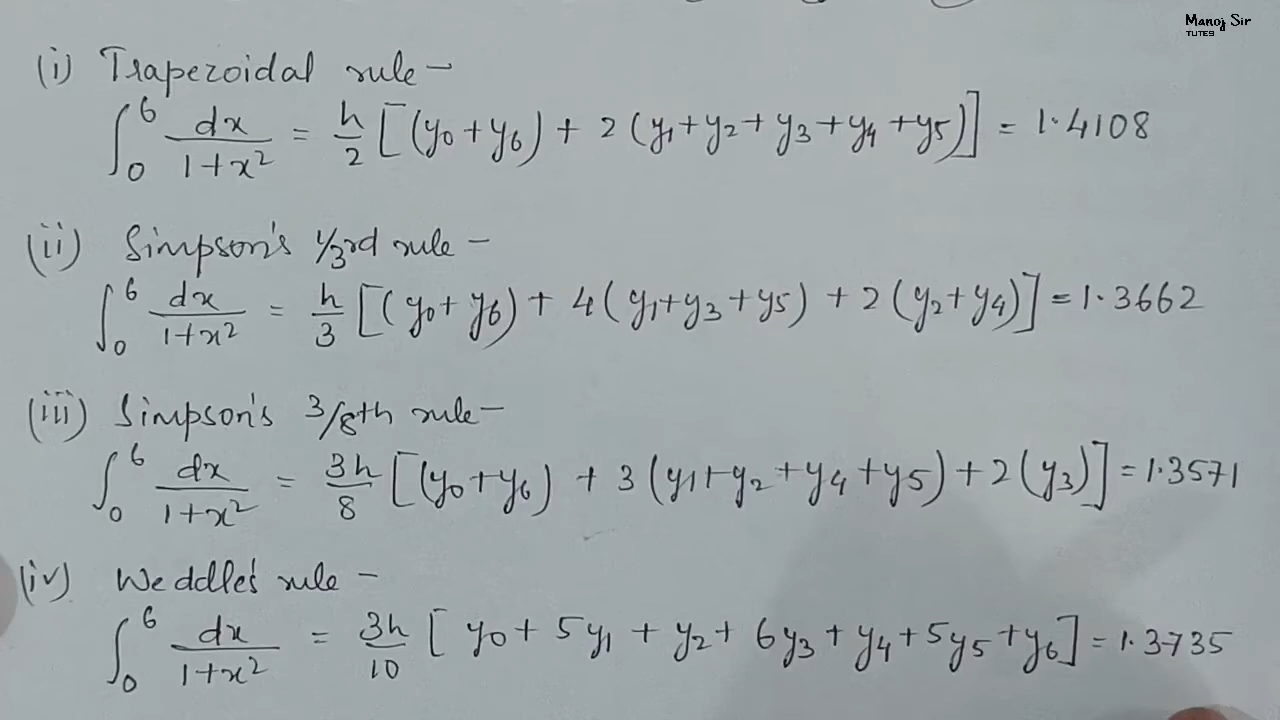 Manoj Sir
TUTES
(i) Trapezoidal rule –
∫₀⁶ dx/(1+x²) = h/2 [(y₀+y₆) + 2(y₁+y₂+y₃+y₄+y₅)] = 1.4108
(ii) Simpson's 1/3rd rule –
∫₀⁶ dx/(1+x²) = h/3 [(y₀+y₆) + 4(y₁+y₃+y₅) + 2(y₂+y₄)] = 1.3662
(iii) Simpson's 3/8th rule –
∫₀⁶ dx/(1+x²) = 3h/8 [(y₀+y₆) + 3(y₁+y₂+y₄+y₅) + 2(y₃)] = 1.3571
(iv) Weddle's rule –
∫₀⁶ dx/(1+x²) = 3h/10 [y₀ + 5y₁ + y₂ + 6y₃ + y₄ + 5y₅ + y₆] = 1.3735